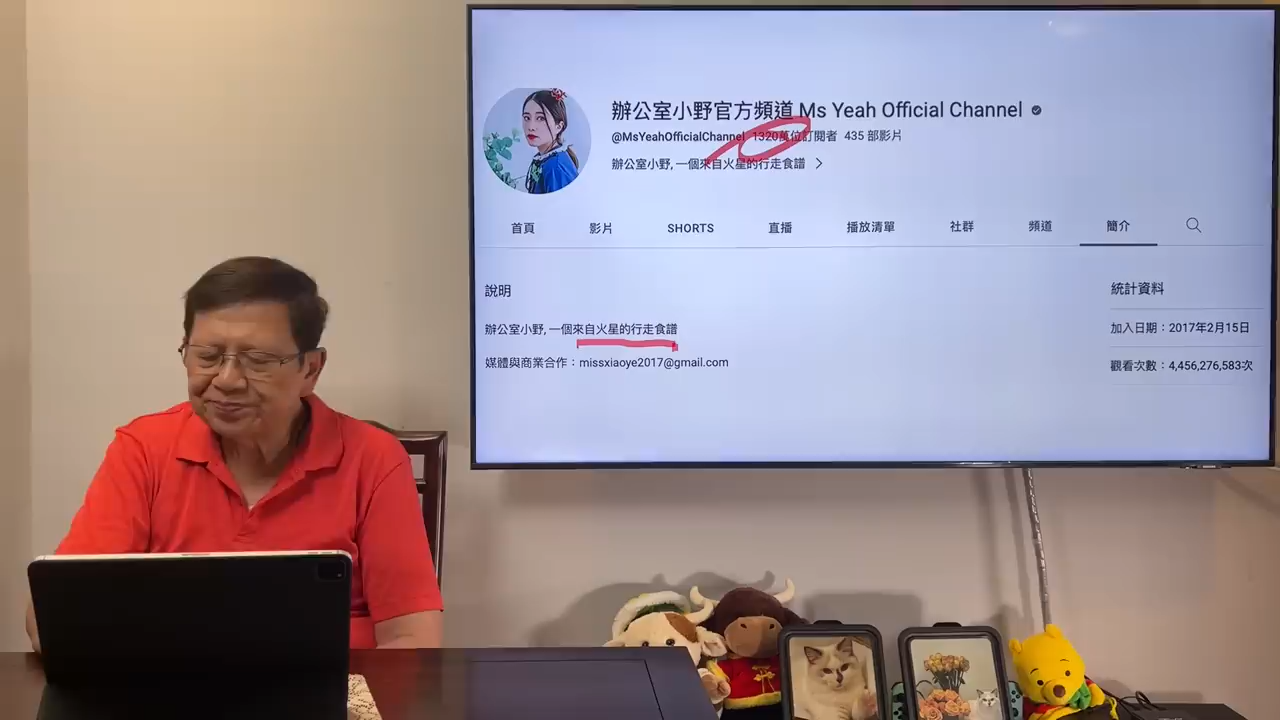 辦公室小野官方頻道 Ms Yeah Official Channel
@MsYeahOfficialChannel 1320萬位訂閱者 435 部影片
辦公室小野, 一個來自火星的行走食譜
首頁 影片 SHORTS 直播 播放清單 社群 頻道 簡介
說明
辦公室小野, 一個來自火星的行走食譜
媒體與商業合作：missxiaoye2017@gmail.com
統計資料
加入日期：2017年2月15日
觀看次數：4,456,276,583次